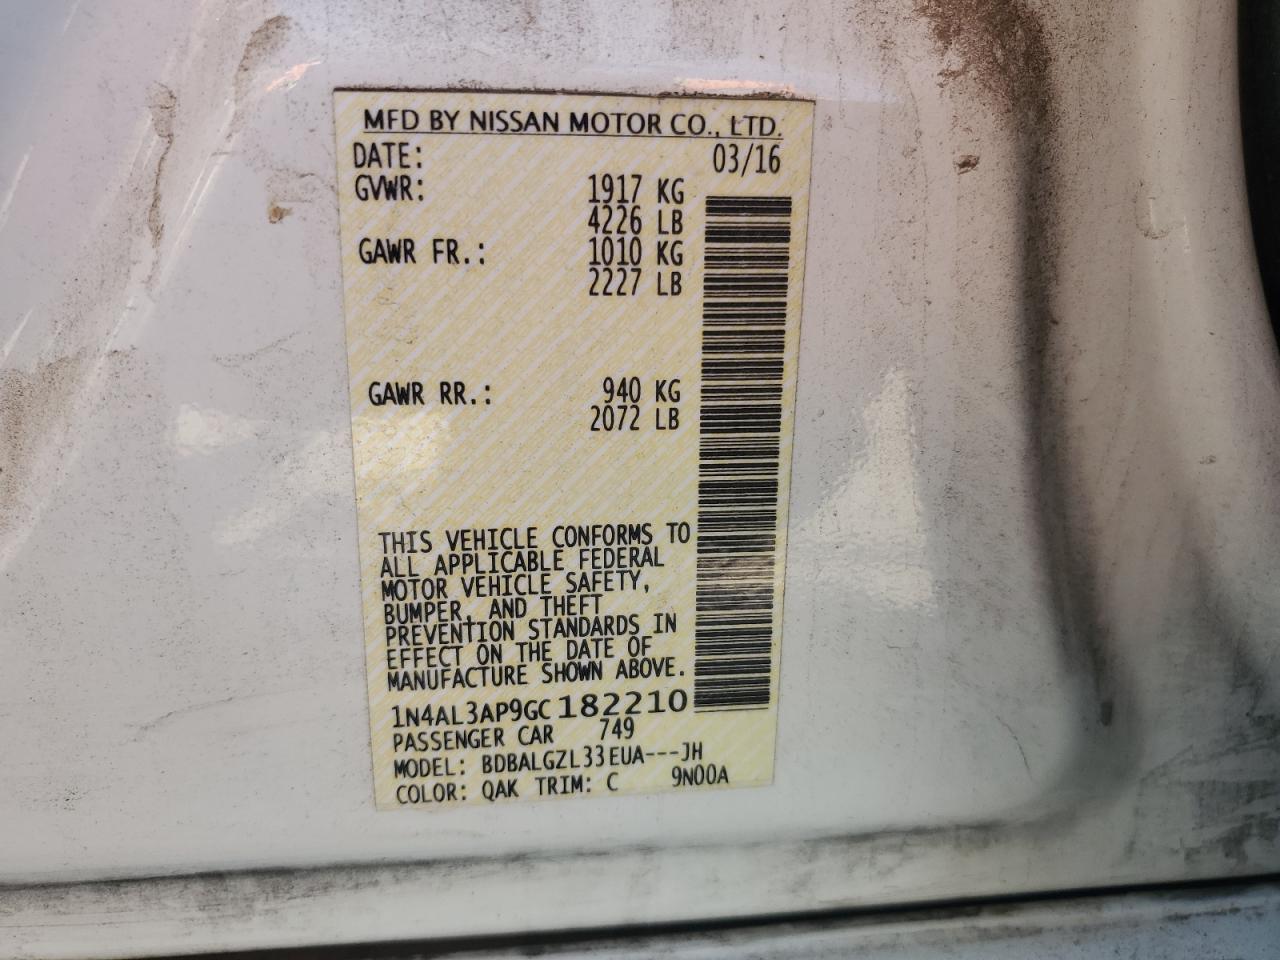 MFD BY NISSAN MOTOR CO., LTD.
DATE: 03/16
GVWR: 1917 KG
4226 LB
GAWR FR.: 1010 KG
2227 LB
GAWR RR.: 940 KG
2072 LB
THIS VEHICLE CONFORMS TO
ALL APPLICABLE FEDERAL
MOTOR VEHICLE SAFETY,
BUMPER, AND THEFT
PREVENTION STANDARDS IN
EFFECT ON THE DATE OF
MANUFACTURE SHOWN ABOVE.
1N4AL3AP9GC182210
PASSENGER CAR 749
MODEL: BDBALGZL33EUA---JH
COLOR: QAK TRIM: C 9N00A